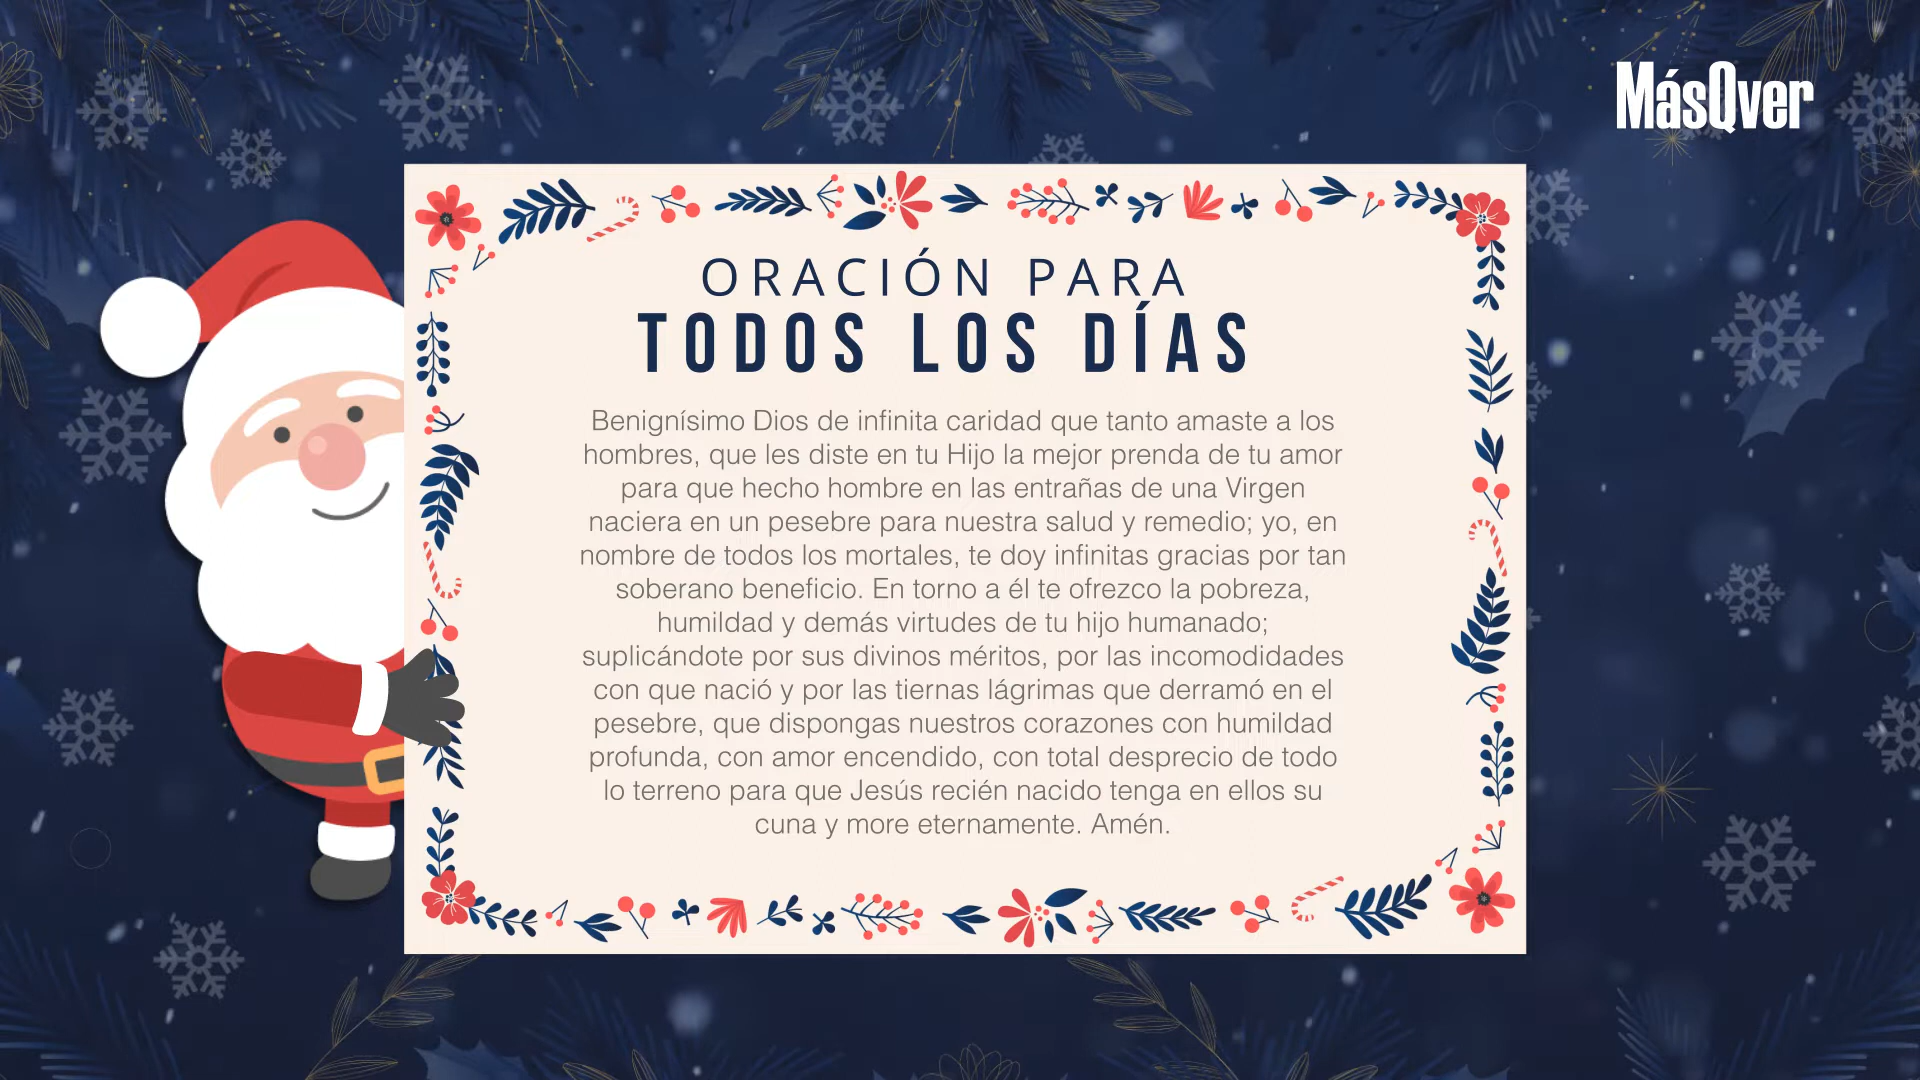 MásQver
ORACIÓN PARA
TODOS LOS DÍAS
Benignísimo Dios de infinita caridad que tanto amaste a los
hombres, que les diste en tu Hijo la mejor prenda de tu amor
para que hecho hombre en las entrañas de una Virgen
naciera en un pesebre para nuestra salud y remedio; yo, en
nombre de todos los mortales, te doy infinitas gracias por tan
soberano beneficio. En torno a él te ofrezco la pobreza,
humildad y demás virtudes de tu hijo humanado;
suplicándote por sus divinos méritos, por las incomodidades
con que nació y por las tiernas lágrimas que derramó en el
pesebre, que dispongas nuestros corazones con humildad
profunda, con amor encendido, con total desprecio de todo
lo terreno para que Jesús recién nacido tenga en ellos su
cuna y more eternamente. Amén.